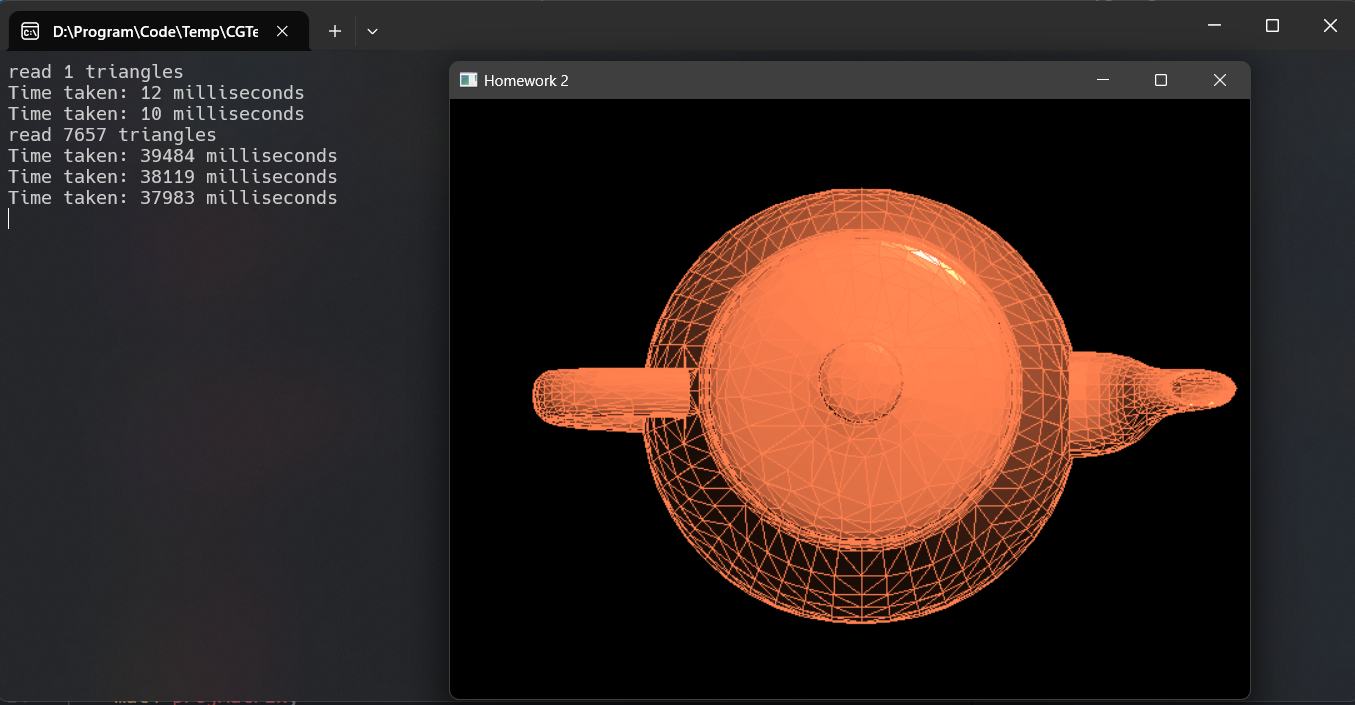 D:\Program\Code\Temp\CGTe
read 1 triangles
Time taken: 12 milliseconds
Time taken: 10 milliseconds
read 7657 triangles
Time taken: 39484 milliseconds
Time taken: 38119 milliseconds
Time taken: 37983 milliseconds
Homework 2